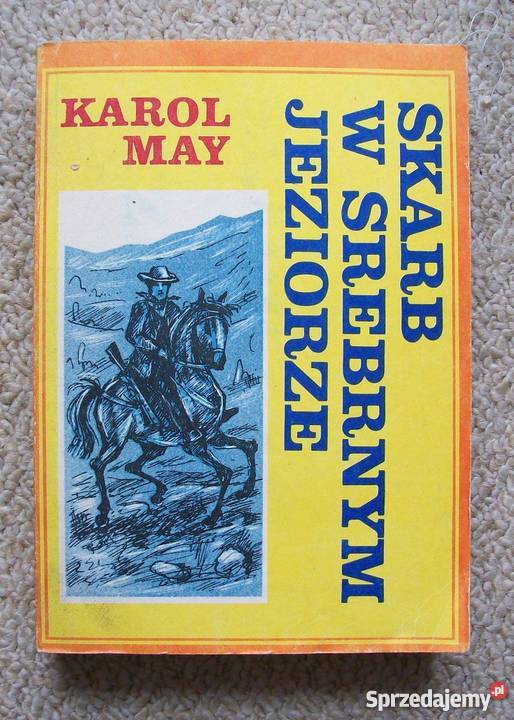 KAROL
MAY
SKARB
W SREBRNYM
JEZIORZE
Sprzedajemy.pl